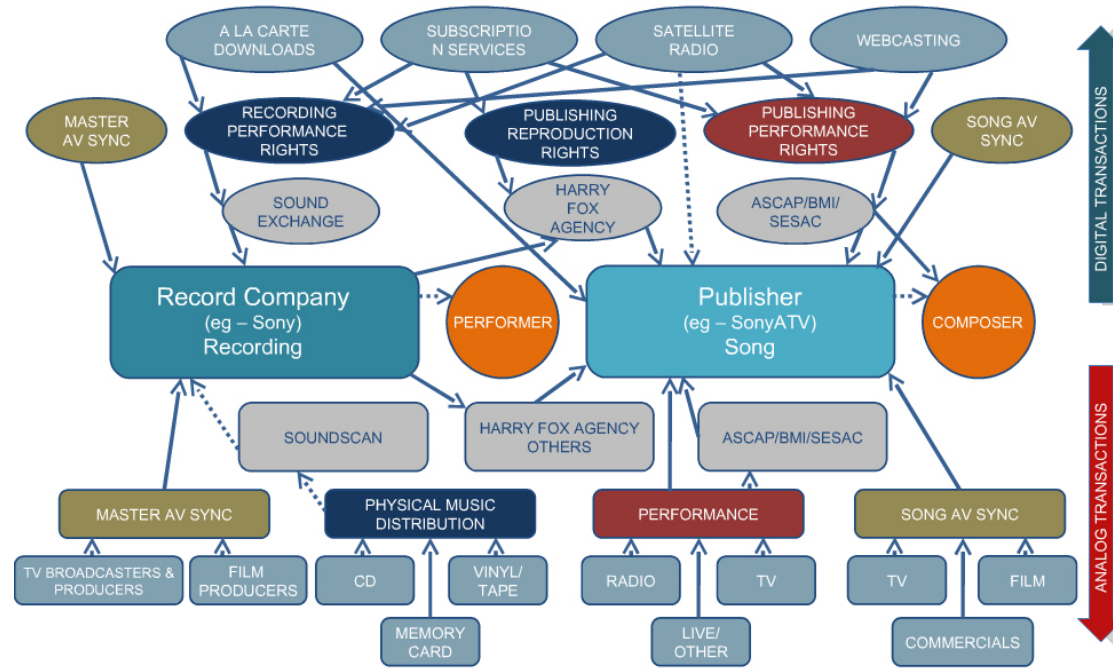 A LA CARTE
DOWNLOADS
SUBSCRIPTIO
N SERVICES
SATELLITE
RADIO
WEBCASTING
MASTER
AV SYNC
RECORDING
PERFORMANCE
RIGHTS
PUBLISHING
REPRODUCTION
RIGHTS
PUBLISHING
PERFORMANCE
RIGHTS
SONG AV
SYNC
SOUND
EXCHANGE
HARRY
FOX
AGENCY
ASCAP/BMI/
SESAC
DIGITAL TRANSACTIONS
Record Company
(eg – Sony)
Recording
PERFORMER
Publisher
(eg – SonyATV)
Song
COMPOSER
SOUNDSCAN
HARRY FOX AGENCY
OTHERS
ASCAP/BMI/SESAC
ANALOG TRANSACTIONS
MASTER AV SYNC
PHYSICAL MUSIC
DISTRIBUTION
PERFORMANCE
SONG AV SYNC
TV BROADCASTERS &
PRODUCERS
FILM
PRODUCERS
CD
VINYL/
TAPE
RADIO
TV
TV
FILM
MEMORY
CARD
LIVE/
OTHER
COMMERCIALS